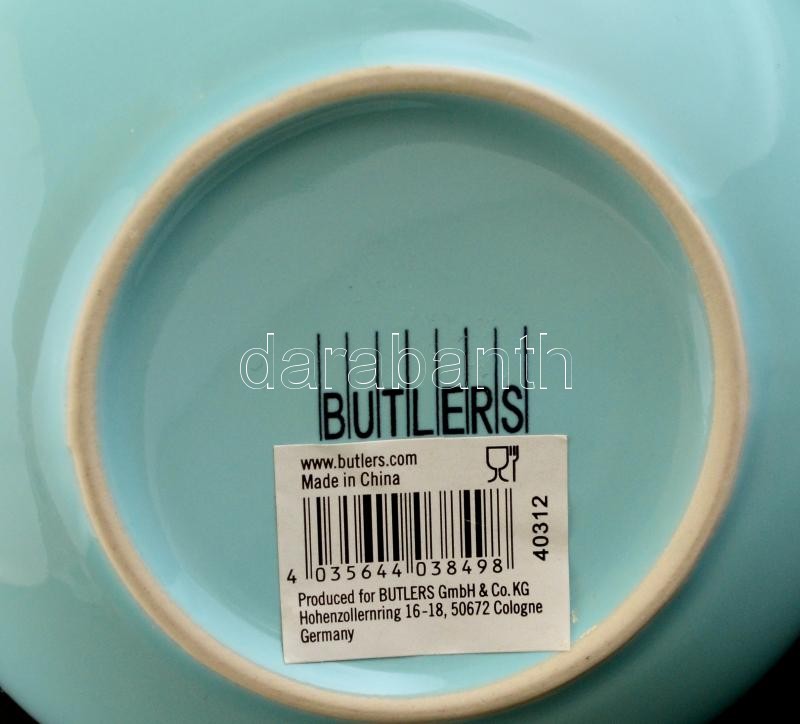 darabanth
BUTLERS
www.butlers.com
Made in China
40312
4 035644 038498
Produced for BUTLERS GmbH & Co. KG
Hohenzollernring 16-18, 50672 Cologne
Germany